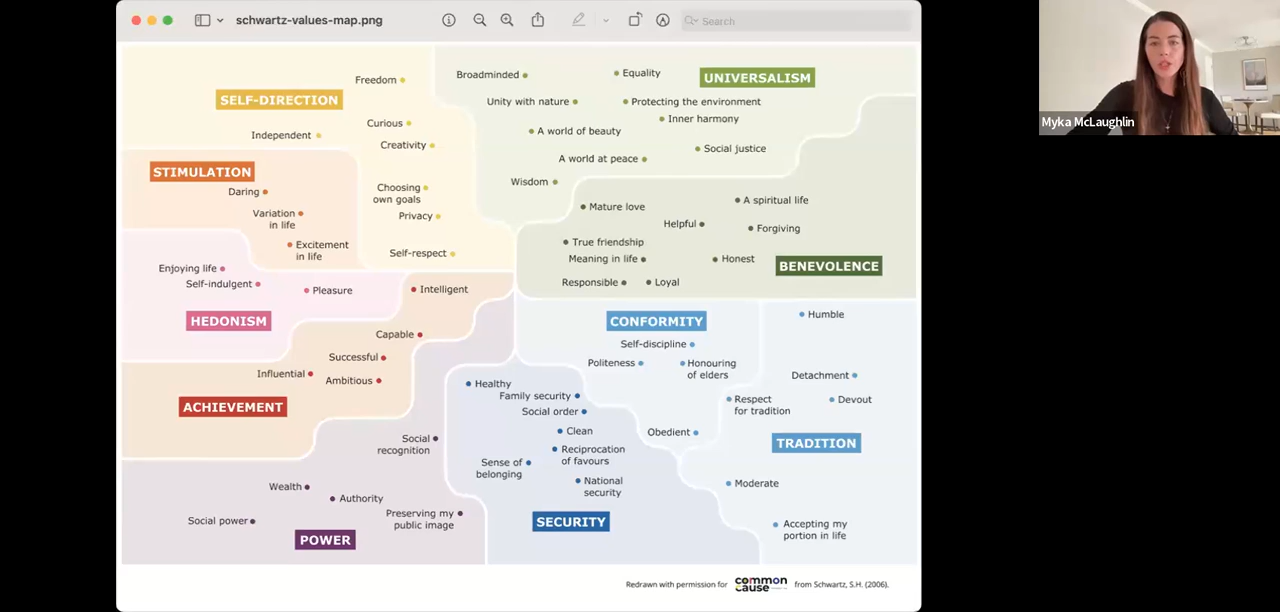 schwartz-values-map.png
Search
Myka McLaughlin
SELF-DIRECTION
Freedom
Curious
Independent
Creativity
Choosing
own goals
Privacy
Self-respect
UNIVERSALISM
Broadminded
Equality
Unity with nature
Protecting the environment
Inner harmony
A world of beauty
Social justice
A world at peace
Wisdom
STIMULATION
Daring
Variation
in life
Excitement
in life
BENEVOLENCE
A spiritual life
Mature love
Helpful
Forgiving
True friendship
Meaning in life
Honest
Responsible
Loyal
HEDONISM
Enjoying life
Self-indulgent
Pleasure
ACHIEVEMENT
Intelligent
Capable
Successful
Influential
Ambitious
CONFORMITY
Self-discipline
Politeness
Honouring
of elders
Obedient
TRADITION
Humble
Detachment
Respect
for tradition
Devout
Moderate
Accepting my
portion in life
SECURITY
Healthy
Family security
Social order
Clean
Reciprocation
of favours
Sense of
belonging
National
security
POWER
Social
recognition
Wealth
Authority
Preserving my
public image
Social power
Redrawn with permission for common cause from Schwartz, S.H. (2006).